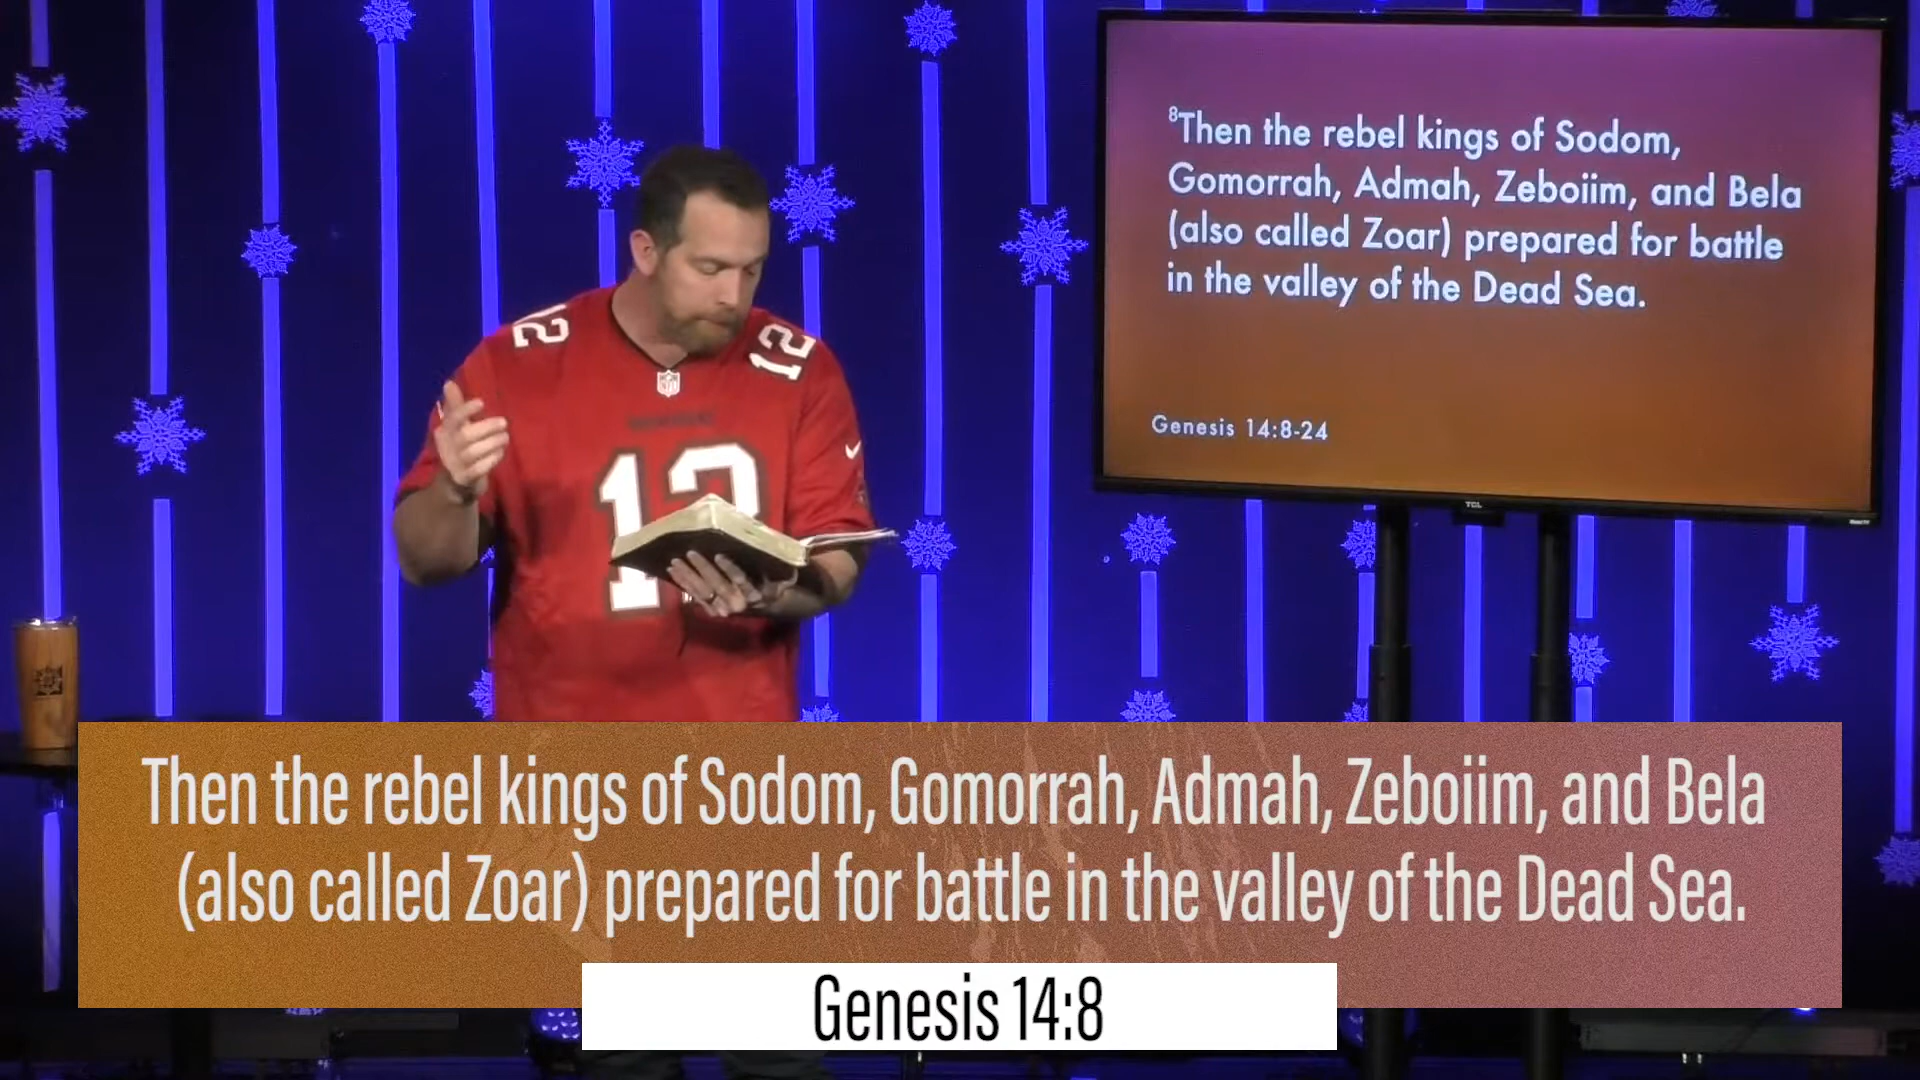 8Then the rebel kings of Sodom,
Gomorrah, Admah, Zeboiim, and Bela
(also called Zoar) prepared for battle
in the valley of the Dead Sea.
Genesis 14:8-24
TCL
12
12
NFL
12
Then the rebel kings of Sodom, Gomorrah, Admah, Zeboiim, and Bela
(also called Zoar) prepared for battle in the valley of the Dead Sea.
Genesis 14:8